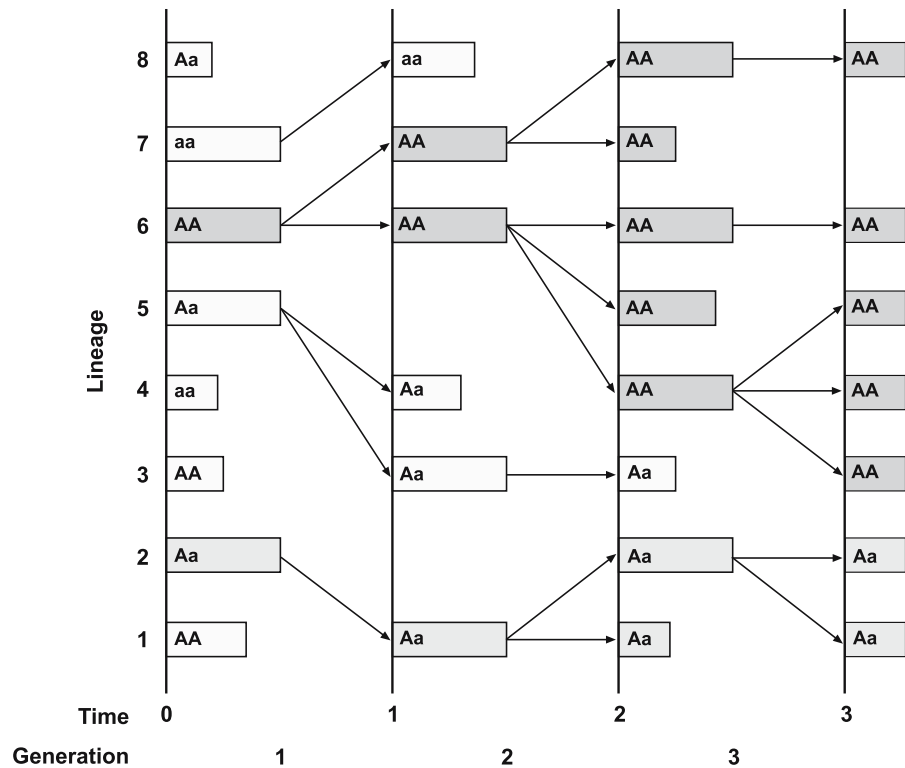 8 Aa aa AA AA
7 aa AA AA
6 AA AA AA AA
5 Aa AA AA
Lineage
4 aa Aa AA AA
3 AA Aa Aa AA
2 Aa Aa Aa
1 AA Aa Aa Aa
Time 0 1 2 3
Generation 1 2 3